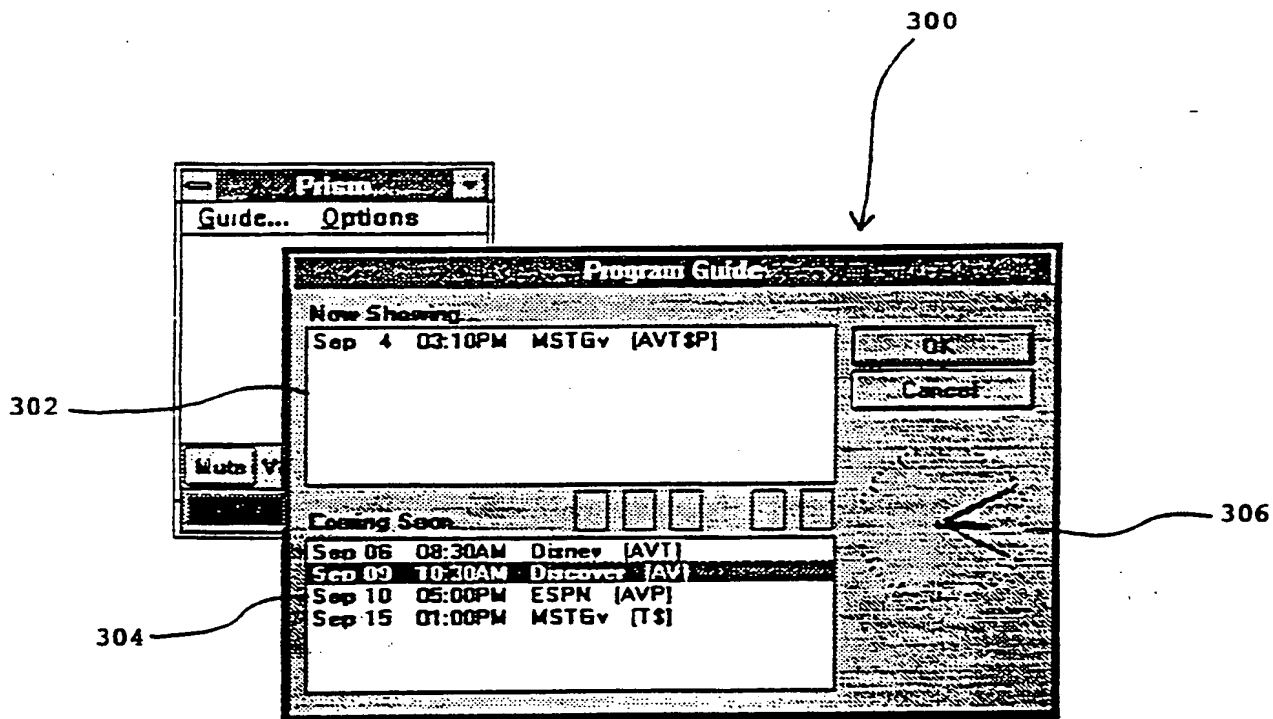 300
Prism
Guide... Options
Program Guide
Now Showing
Sep 4 03:10PM MSTGv [AVT$P]
OK
Cancel
302
Mute
Coming Soon
306
Sep 06 08:30AM Disney [AVT]
Sep 09 10:30AM Discover [AV]
Sep 10 05:00PM ESPN [AVP]
Sep 15 01:00PM MSTGv [T$]
304